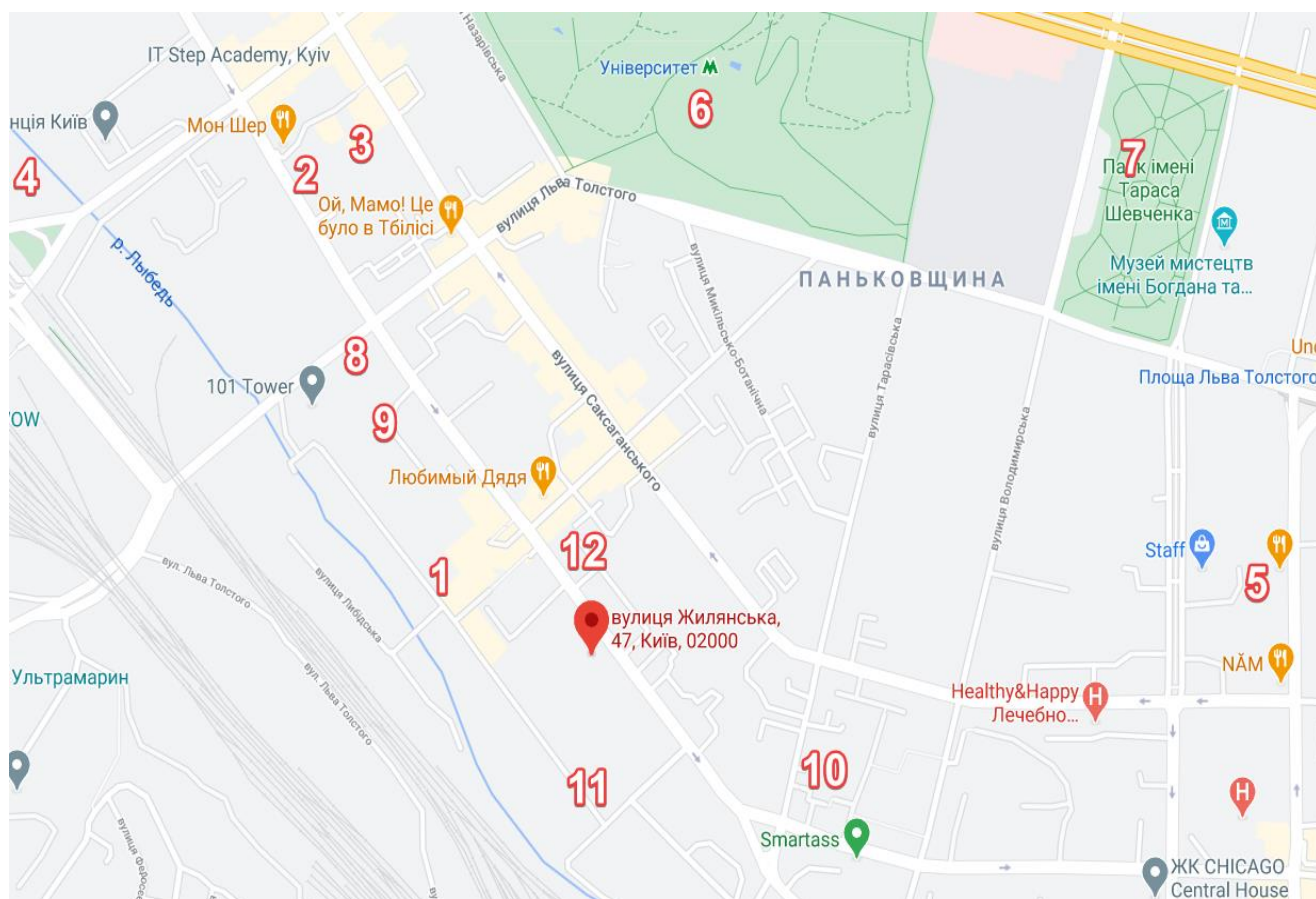 IT Step Academy, Kyiv
Назарівська
Університет
6
нція Київ
Мон Шер
3
2
4
7
Парк імені
Тараса
Шевченка
Ой, Мамо! Це
було в Тбілісі
вулиця Льва Толстого
Музей мистецтв
імені Богдана та...
р. Лыбедь
ПАНЬКОВЩИНА
вулиця Микільсько-Ботанічна
вулиця Тарасівська
8
101 Tower
вулиця Саксаганського
Площа Льва Толстого
9
вулиця Володимирська
Любимый Дядя
12
Staff
5
1
вул. Льва Толстого
вулиця Либідська
вулиця Жилянська,
47, Київ, 02000
Ультрамарин
вул. Льва Толстого
NĂM
Healthy&Happy
Лечебно...
H
10
11
H
Smartass
ЖК CHICAGO
Central House